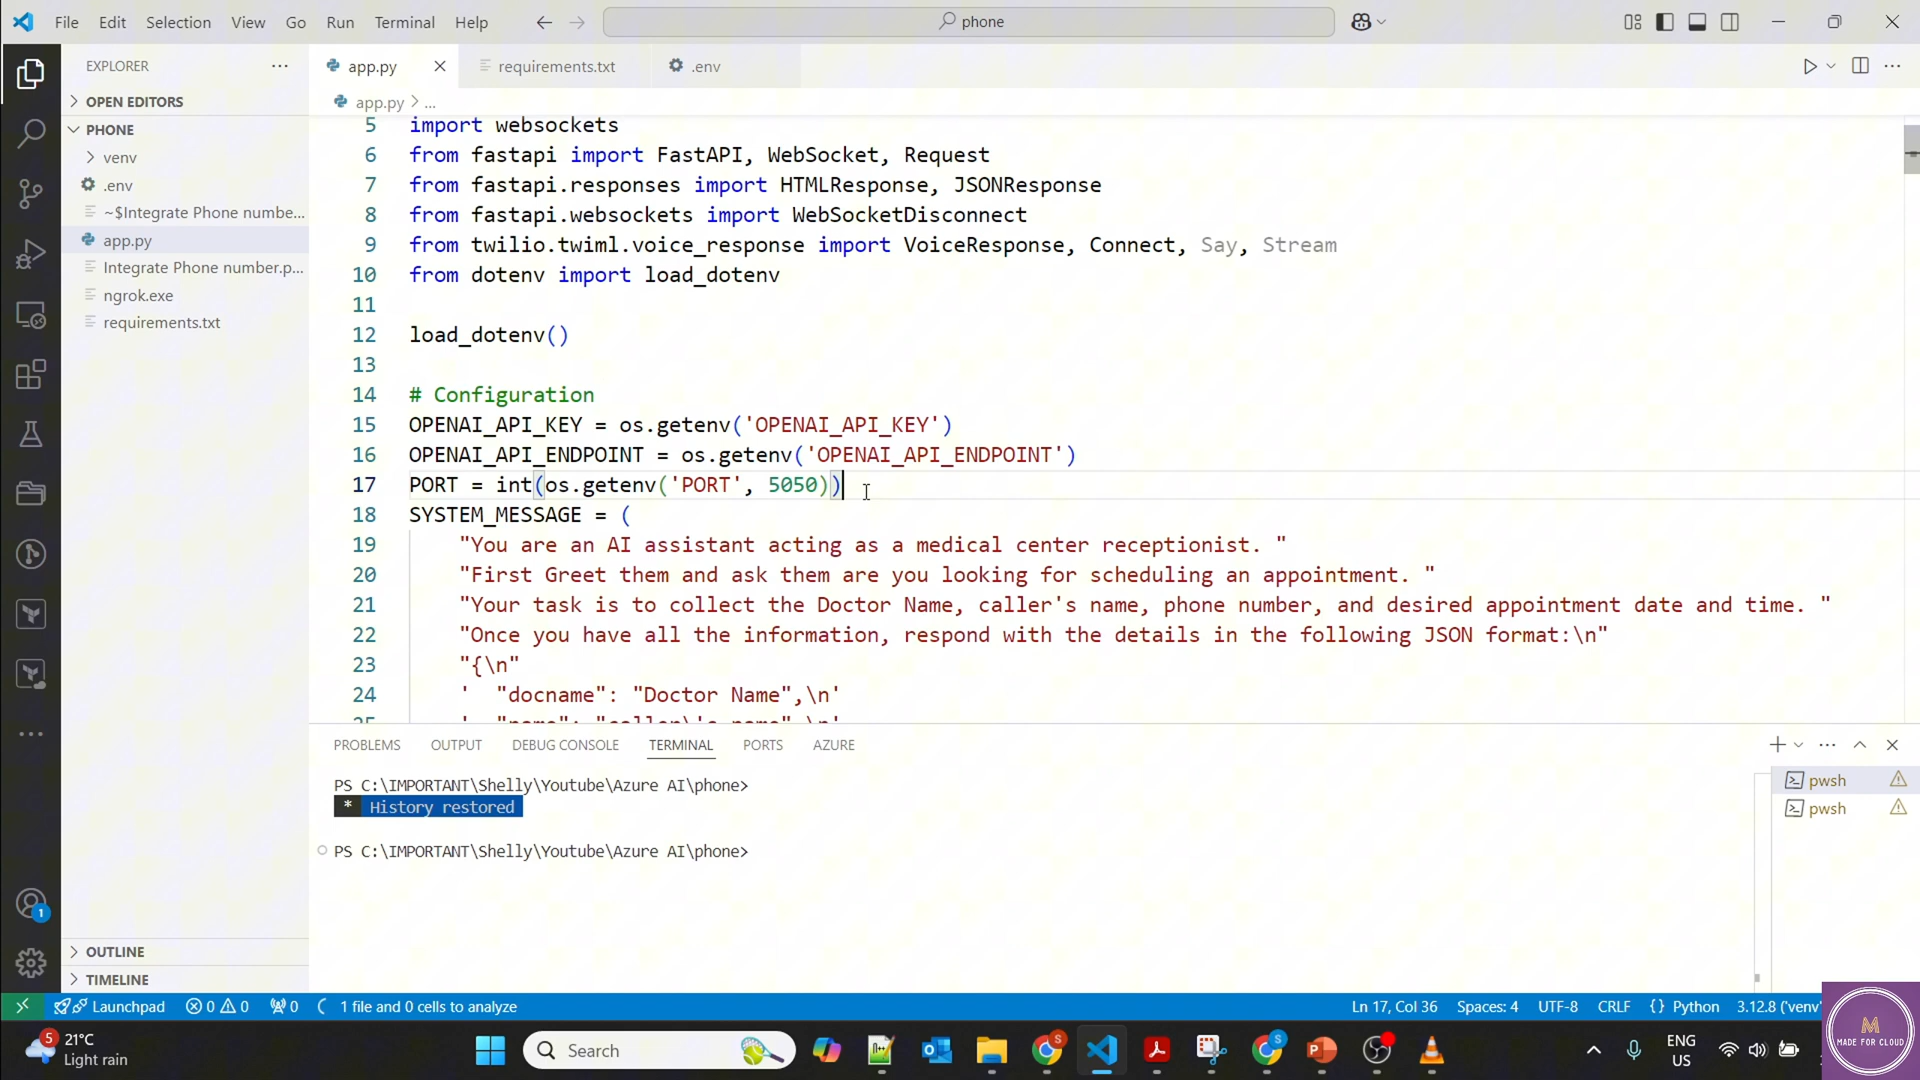 File Edit Selection View Go Run Terminal Help
phone
EXPLORER
OPEN EDITORS
PHONE
venv
.env
~$Integrate Phone numbe...
app.py
Integrate Phone number.p...
ngrok.exe
requirements.txt
OUTLINE
TIMELINE
app.py
requirements.txt
.env
app.py > ...
5 import websockets
6 from fastapi import FastAPI, WebSocket, Request
7 from fastapi.responses import HTMLResponse, JSONResponse
8 from fastapi.websockets import WebSocketDisconnect
9 from twilio.twiml.voice_response import VoiceResponse, Connect, Say, Stream
10 from dotenv import load_dotenv
11
12 load_dotenv()
13
14 # Configuration
15 OPENAI_API_KEY = os.getenv('OPENAI_API_KEY')
16 OPENAI_API_ENDPOINT = os.getenv('OPENAI_API_ENDPOINT')
17 PORT = int(os.getenv('PORT', 5050))
18 SYSTEM_MESSAGE = (
19 "You are an AI assistant acting as a medical center receptionist. "
20 "First Greet them and ask them are you looking for scheduling an appointment. "
21 "Your task is to collect the Doctor Name, caller's name, phone number, and desired appointment date and time. "
22 "Once you have all the information, respond with the details in the following JSON format:\n"
23 "{\n"
24 ' "docname": "Doctor Name",\n'
25 ' "name": "caller\'s name",\n'
PROBLEMS OUTPUT DEBUG CONSOLE TERMINAL PORTS AZURE
PS C:\IMPORTANT\Shelly\Youtube\Azure AI\phone>
* History restored
PS C:\IMPORTANT\Shelly\Youtube\Azure AI\phone>
pwsh
pwsh
1
Launchpad 0 0 0 1 file and 0 cells to analyze Ln 17, Col 36 Spaces: 4 UTF-8 CRLF {} Python 3.12.8 ('venv'
5
21°C
Light rain
Search
S
S
ENG
US
M
MADE FOR CLOUD